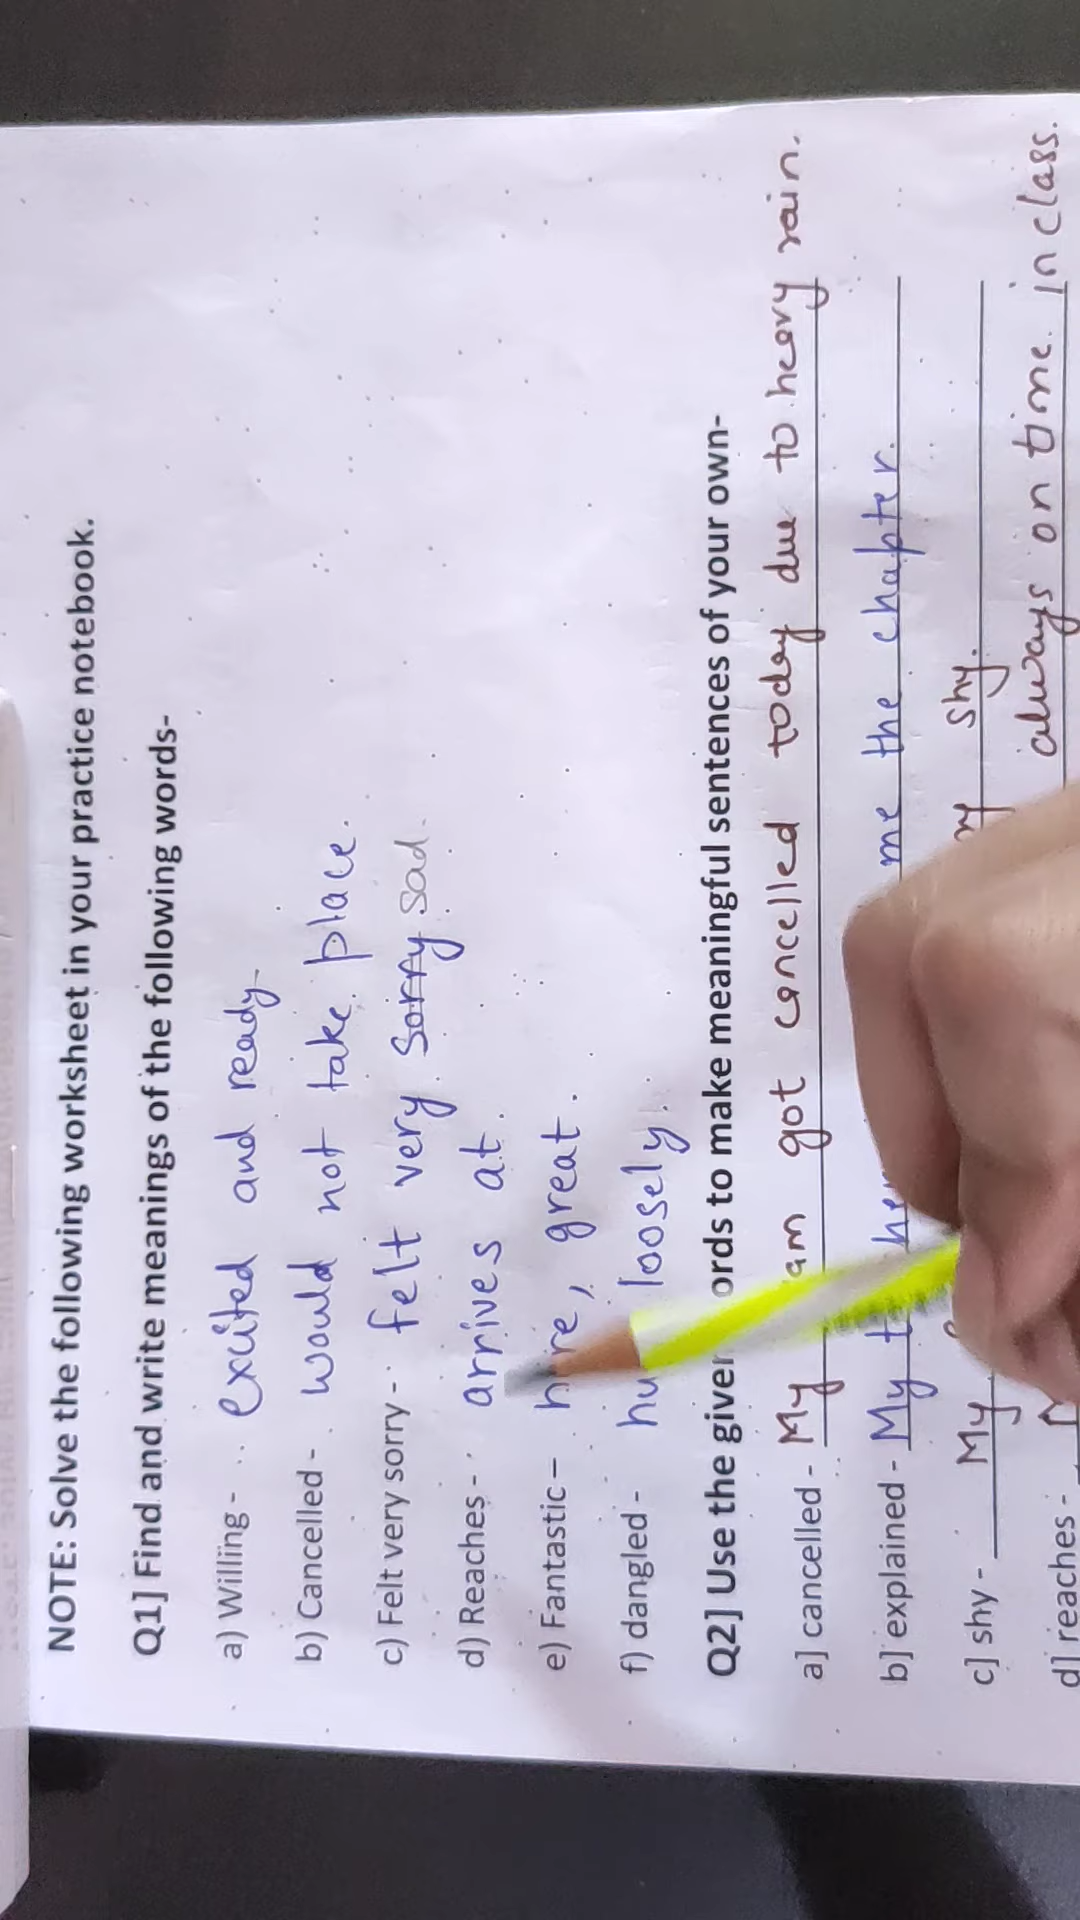 NOTE: Solve the following worksheet in your practice notebook.
Q1] Find and write meanings of the following words-
a) Willing - excited and ready
b) Cancelled - would not take place.
c) Felt very sorry - felt very sorry sad.
d) Reaches - arrives at.
e) Fantastic – great.
f) dangled - loosely.
Q2] Use the given words to make meaningful sentences of your own-
a] cancelled - My got cancelled today due to heavy rain.
b] explained - My me the chapter.
c] shy - My shy.
d] reaches - always on time in class.